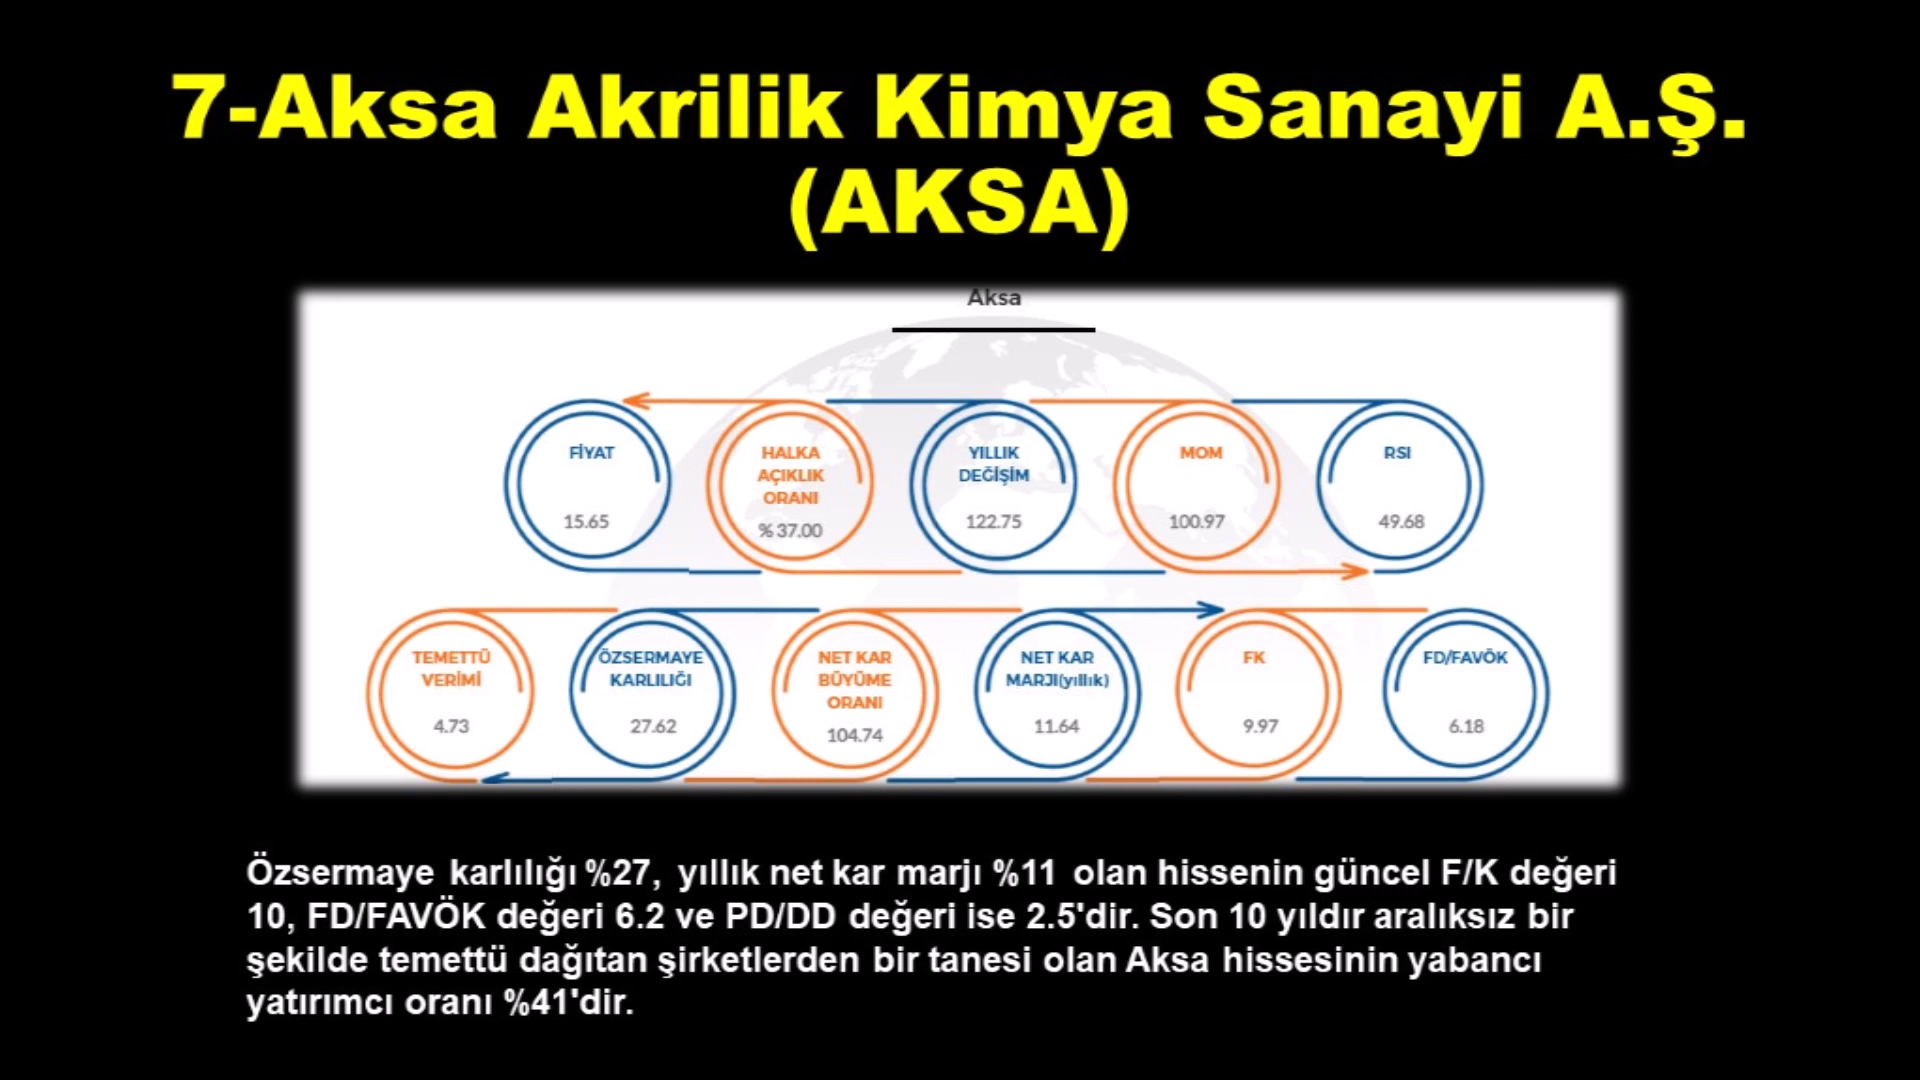 7-Aksa Akrilik Kimya Sanayi A.Ş.
(AKSA)
Aksa
FİYAT
15.65
HALKA
AÇIKLIK
ORANI
% 37.00
YILLIK
DEĞİŞİM
122.75
MOM
100.97
RSI
49.68
TEMETTÜ
VERİMİ
4.73
ÖZSERMAYE
KARLILIĞI
27.62
NET KAR
BÜYÜME
ORANI
104.74
NET KAR
MARJI(yıllık)
11.64
FK
9.97
FD/FAVÖK
6.18
Özsermaye karlılığı %27, yıllık net kar marjı %11 olan hissenin güncel F/K değeri
10, FD/FAVÖK değeri 6.2 ve PD/DD değeri ise 2.5'dir. Son 10 yıldır aralıksız bir
şekilde temettü dağıtan şirketlerden bir tanesi olan Aksa hissesinin yabancı
yatırımcı oranı %41'dir.